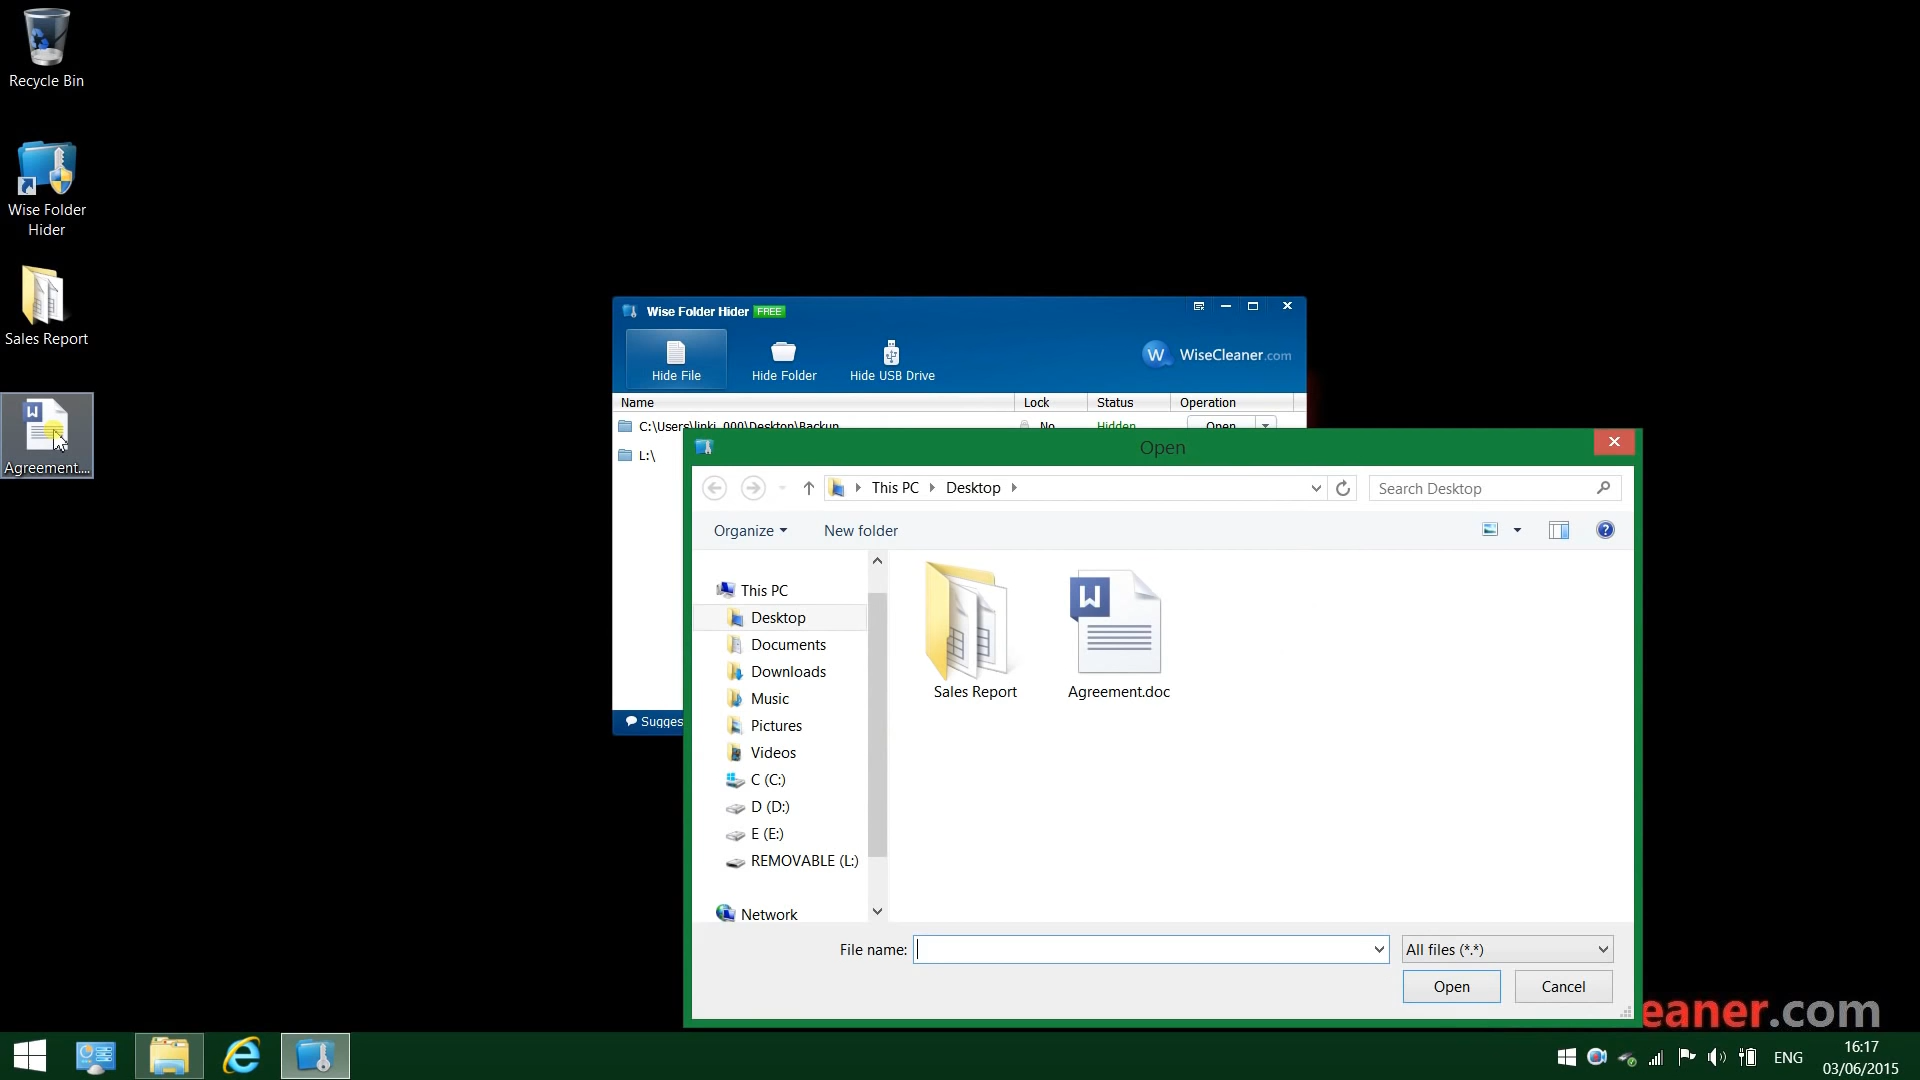 Recycle Bin
Wise Folder
Hider
Sales Report
Agreement....
Wise Folder Hider FREE
Hide File
Hide Folder
Hide USB Drive
W WiseCleaner.com
Name
Lock
Status
Operation
C:\Users\linki_000\Desktop\Backup
No
Hidden
Open
L:\
Sugges
Open
This PC
Desktop
Search Desktop
Organize
New folder
This PC
Desktop
Documents
Downloads
Music
Pictures
Videos
C (C:)
D (D:)
E (E:)
REMOVABLE (L:)
Network
W
Sales Report
Agreement.doc
File name:
All files (*.*)
Open
Cancel
eaner.com
ENG
16:17
03/06/2015